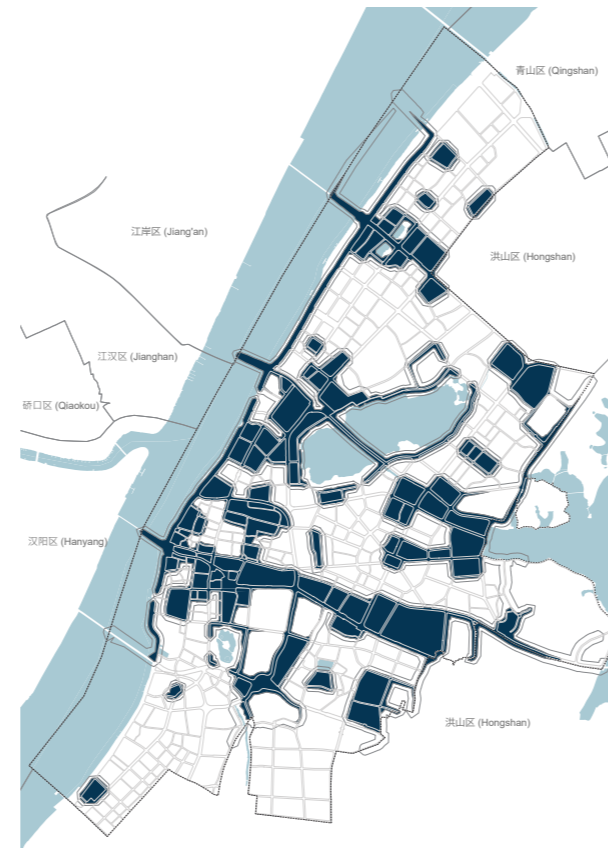 青山区 (Qingshan)
江岸区 (Jiang'an)
洪山区 (Hongshan)
江汉区 (Jianghan)
硚口区 (Qiaokou)
汉阳区 (Hanyang)
洪山区 (Hongshan)